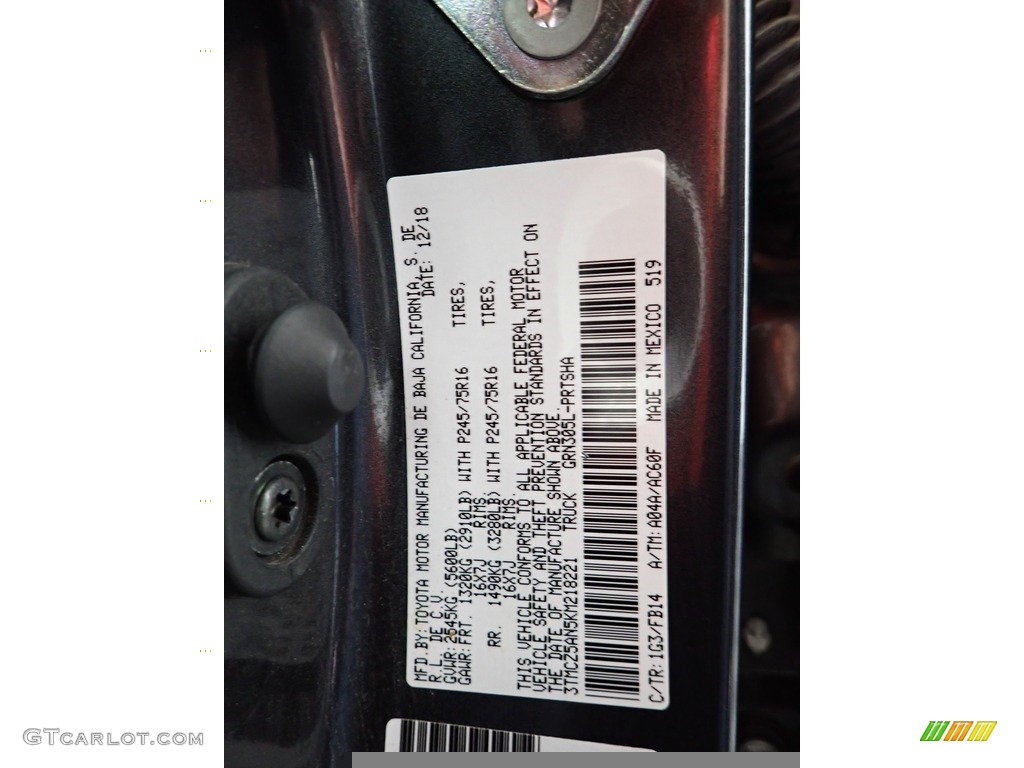 MFD.BY:TOYOTA MOTOR MANUFACTURING DE BAJA CALIFORNIA, S. DE
R.L. DE C.V. DATE: 12/18
GVWR:2545KG (5600LB)
GAWR:FRT. 1320KG (2910LB) WITH P245/75R16 TIRES,
16X7J RIMS,
RR. 1490KG (3280LB) WITH P245/75R16 TIRES,
16X7J RIMS.
THIS VEHICLE CONFORMS TO ALL APPLICABLE FEDERAL MOTOR
VEHICLE SAFETY AND THEFT PREVENTION STANDARDS IN EFFECT ON
THE DATE OF MANUFACTURE SHOWN ABOVE.
3TMCZ5AN5KM218221 TRUCK GRN305L-PRTSHA
C/TR:1G3/FB14 A/TM:A04A/AC60F MADE IN MEXICO 519
GTCARLOT.COM